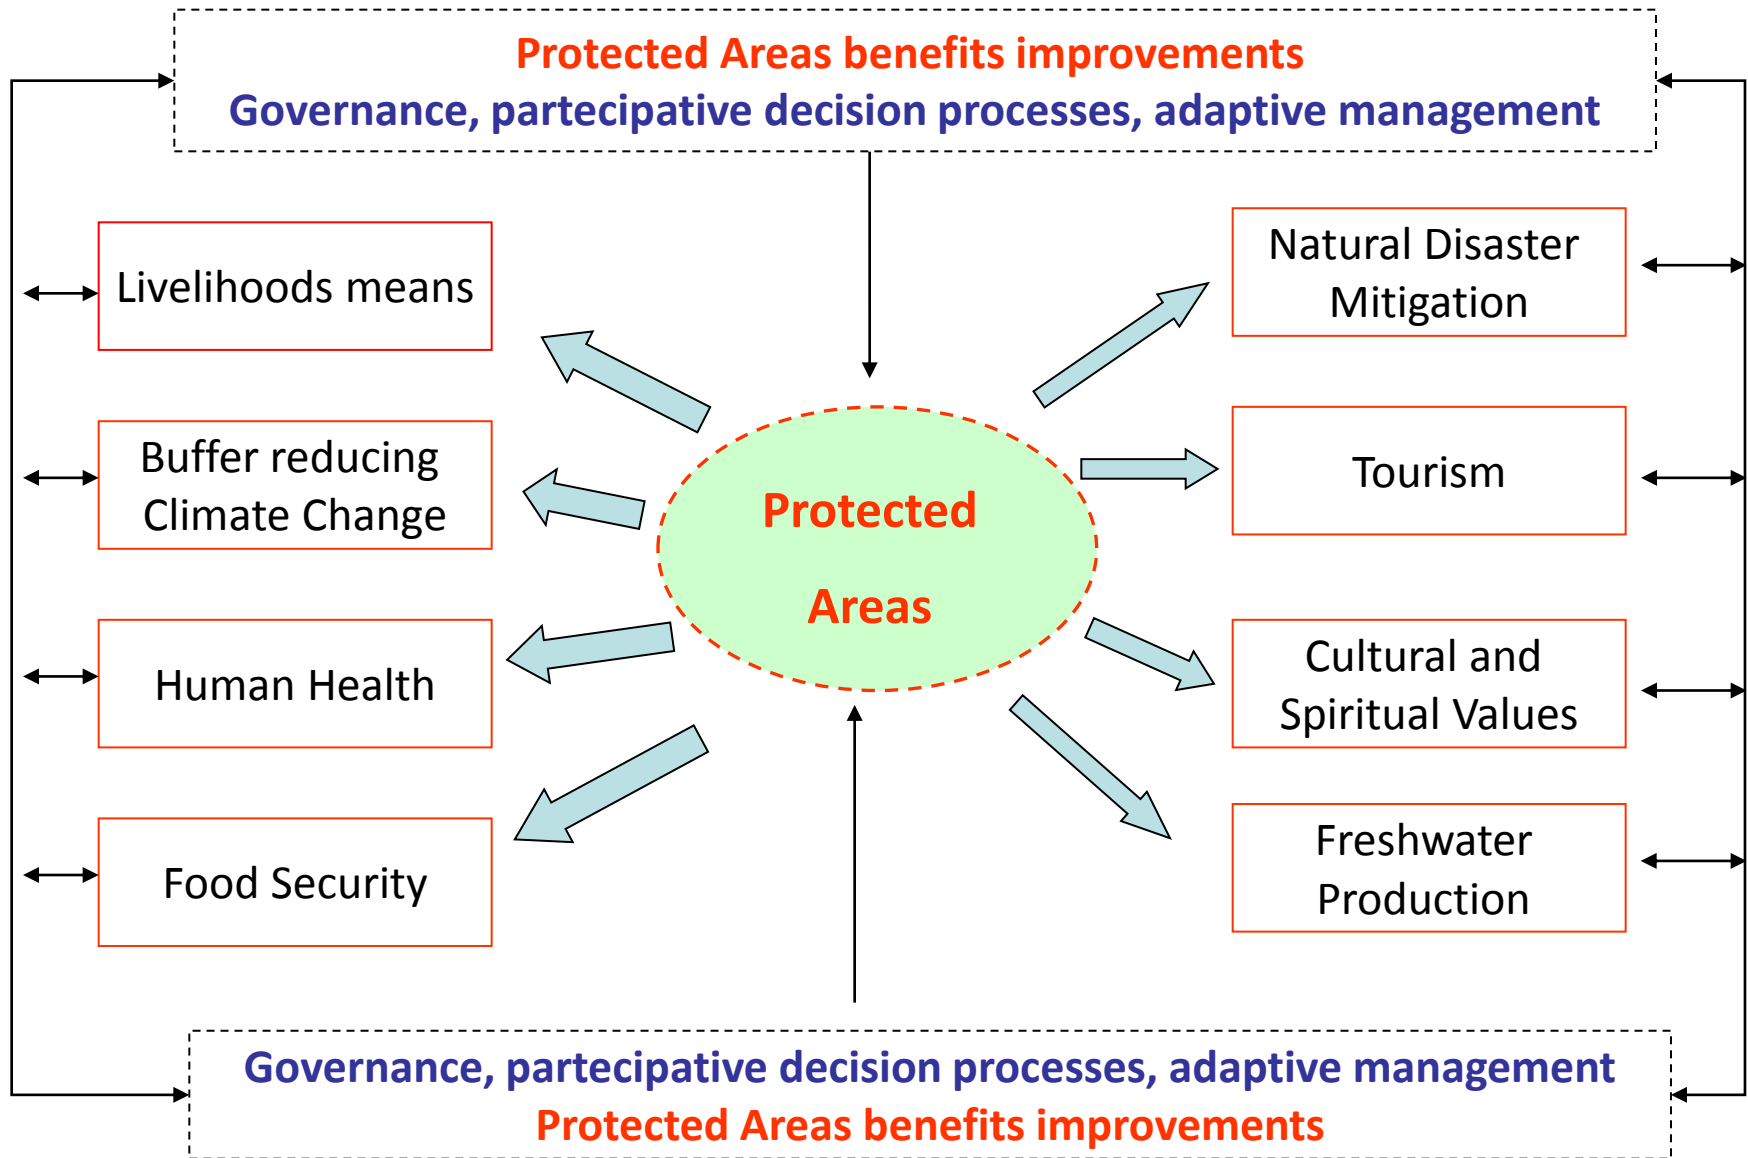 Protected Areas benefits improvements
Governance, partecipative decision processes, adaptive management
Livelihoods means
Buffer reducing
Climate Change
Human Health
Food Security
Protected
Areas
Natural Disaster
Mitigation
Tourism
Cultural and
Spiritual Values
Freshwater
Production
Governance, partecipative decision processes, adaptive management
Protected Areas benefits improvements